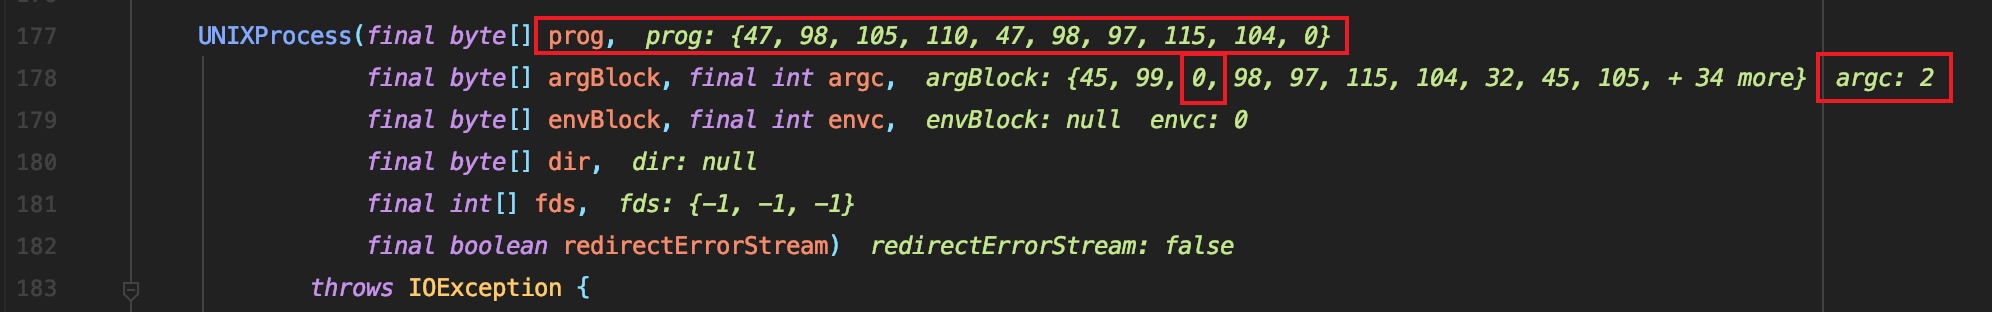 177 UNIXProcess(final byte[] prog, prog: {47, 98, 105, 110, 47, 98, 97, 115, 104, 0}
178 final byte[] argBlock, final int argc, argBlock: {45, 99, 0, 98, 97, 115, 104, 32, 45, 105, + 34 more} argc: 2
179 final byte[] envBlock, final int envc, envBlock: null envc: 0
180 final byte[] dir, dir: null
181 final int[] fds, fds: {-1, -1, -1}
182 final boolean redirectErrorStream) redirectErrorStream: false
183 throws IOException {